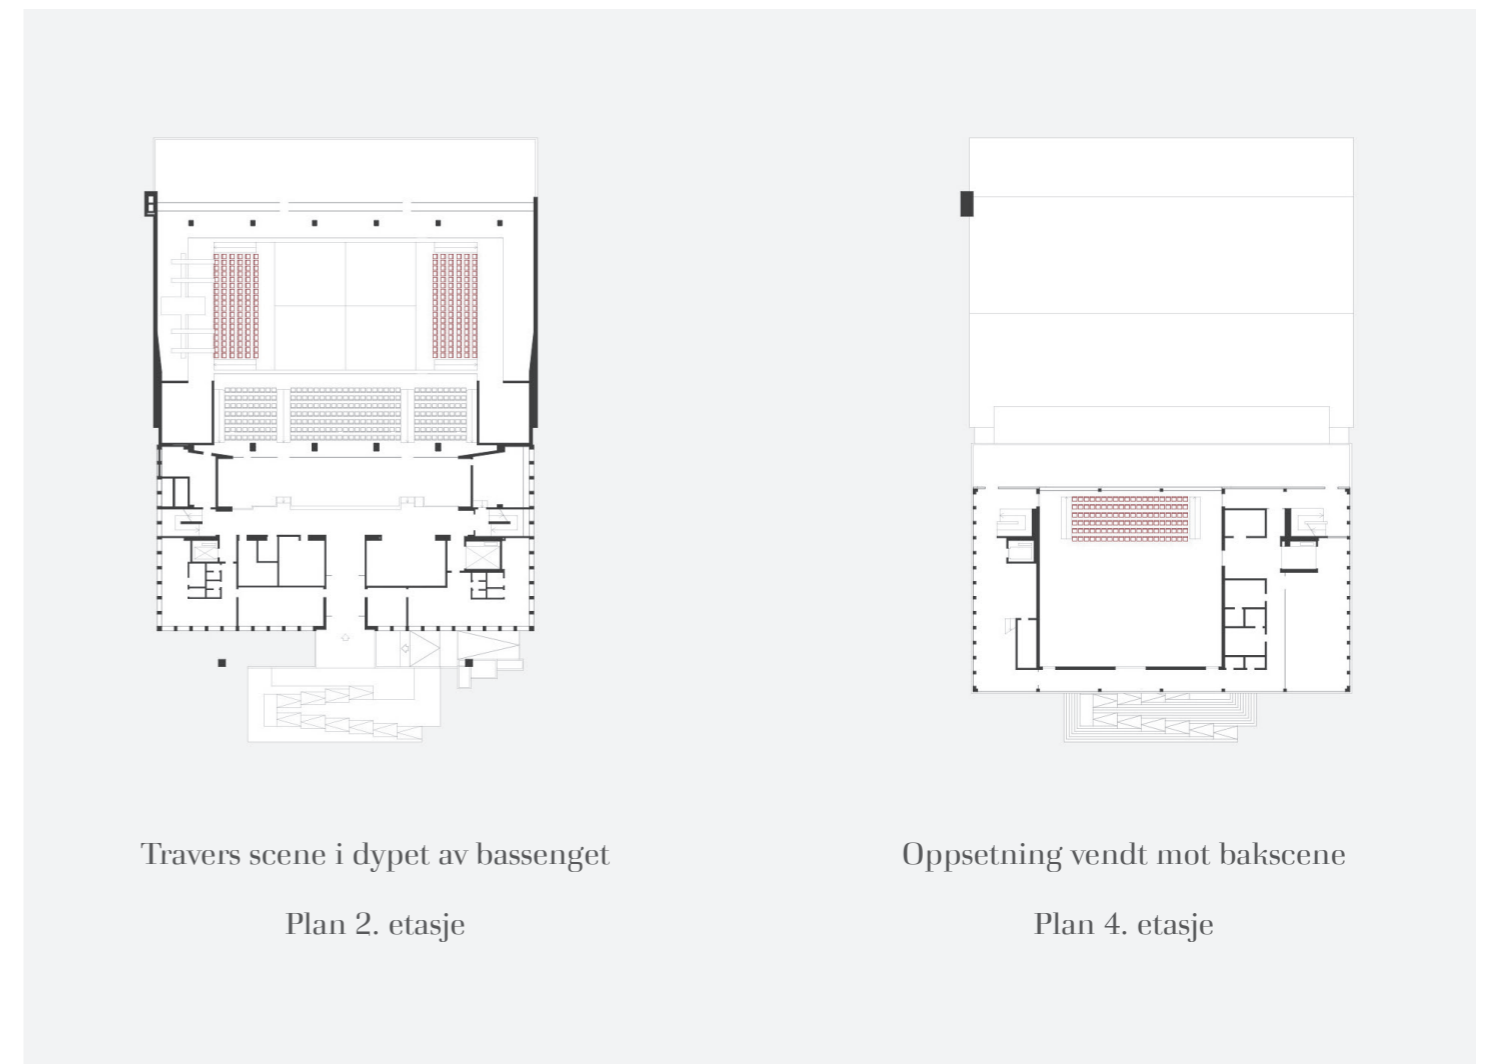 Travers scene i dypet av bassenget
Plan 2. etasje
Oppsetning vendt mot bakscene
Plan 4. etasje